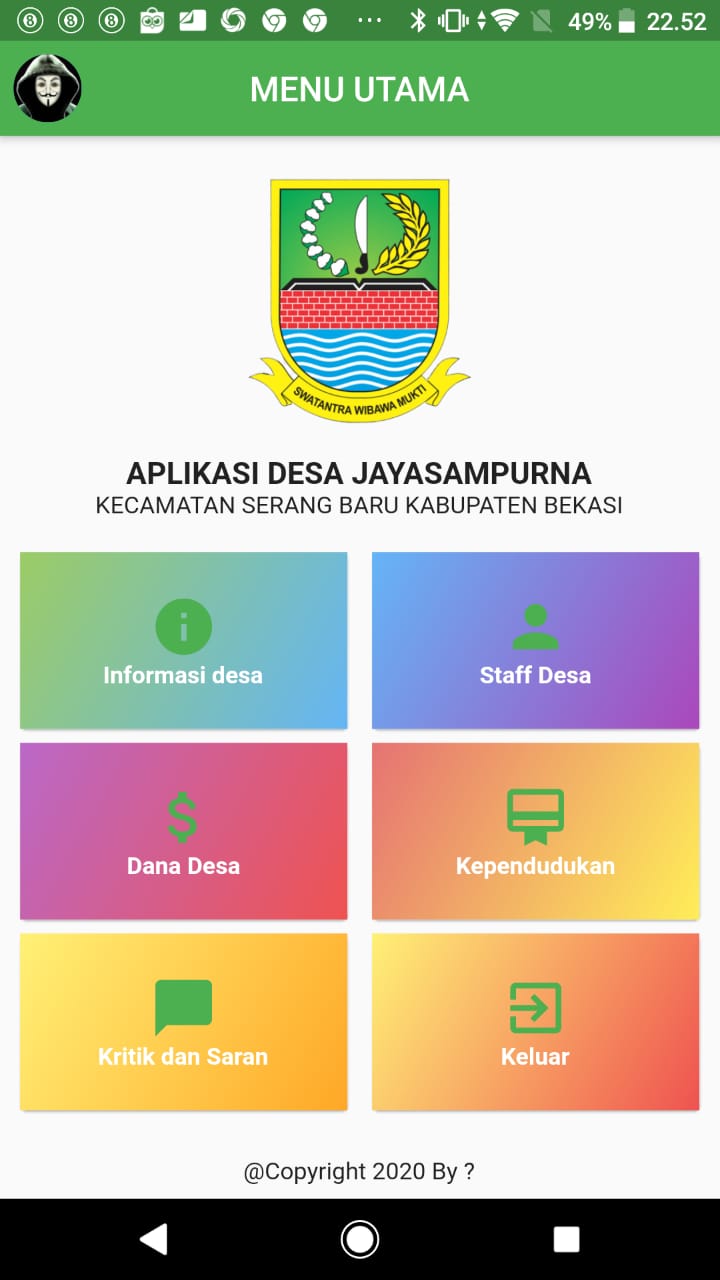 49% 22.52
MENU UTAMA
SWATANTRA WIBAWA MUKTI
APLIKASI DESA JAYASAMPURNA
KECAMATAN SERANG BARU KABUPATEN BEKASI
Informasi desa
Staff Desa
Dana Desa
Kependudukan
Kritik dan Saran
Keluar
@Copyright 2020 By ?